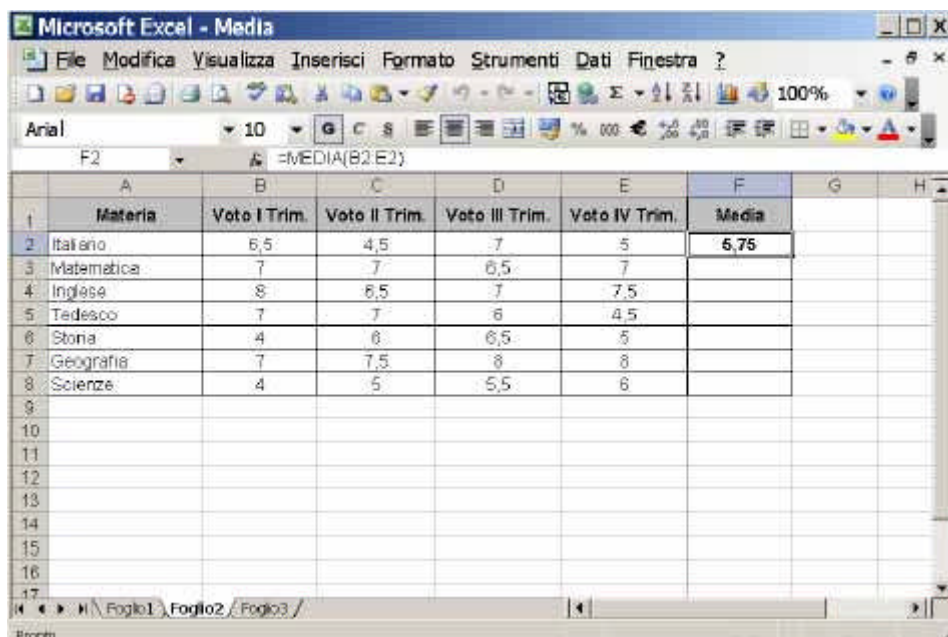 Microsoft Excel - Media
File Modifica Visualizza Inserisci Formato Strumenti Dati Finestra ?
100%
Arial 10 G C S % 000 €
F2 fx =MEDIA(B2:E2)
A B C D E F G H
1 Materia Voto I Trim. Voto II Trim. Voto III Trim. Voto IV Trim. Media
2 Italiano 6,5 4,5 7 5 5,75
3 Matematica 7 7 6,5 7
4 Inglese 8 6,5 7 7,5
5 Tedesco 7 7 6 4,5
6 Storia 4 6 6,5 5
7 Geografia 7 7,5 8 8
8 Scienze 4 5 5,5 6
9
10
11
12
13
14
15
16
17
Foglio1 Foglio2 Foglio3
Pronto